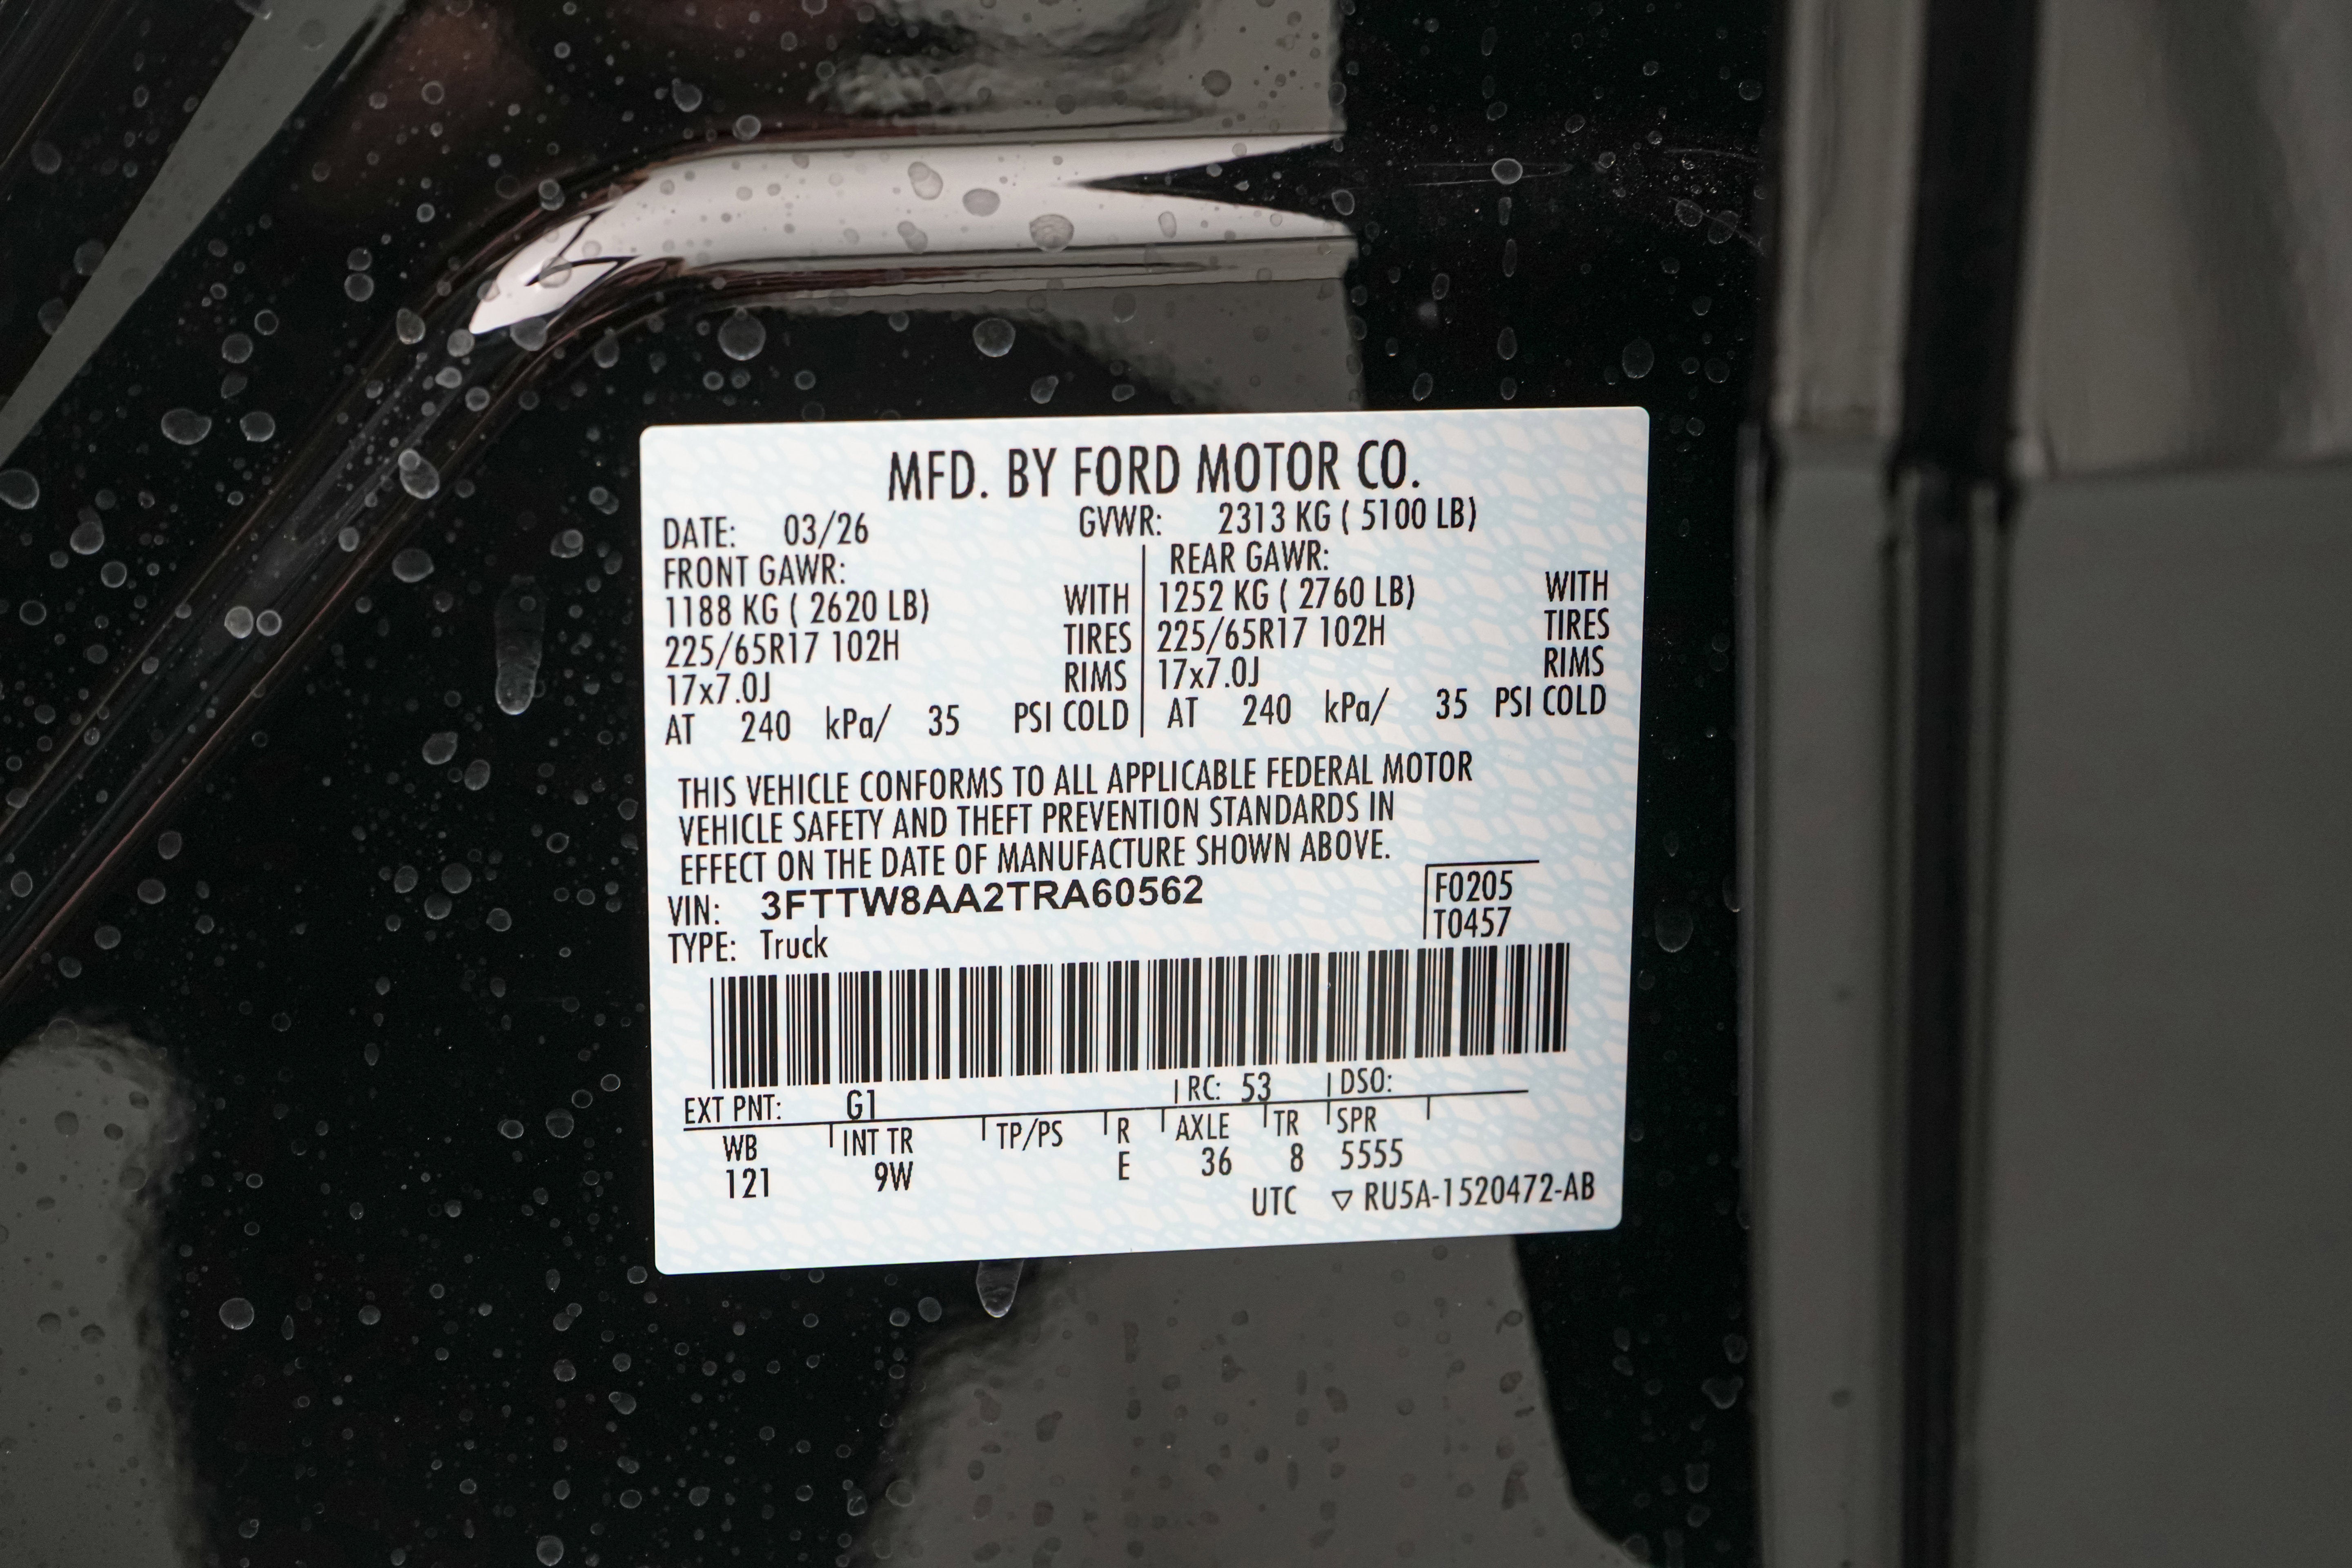 MFD. BY FORD MOTOR CO.
DATE: 03/26 GVWR: 2313 KG ( 5100 LB)
FRONT GAWR: REAR GAWR:
1188 KG ( 2620 LB) WITH 1252 KG ( 2760 LB) WITH
225/65R17 102H TIRES 225/65R17 102H TIRES
17x7.0J RIMS 17x7.0J RIMS
AT 240 kPa/ 35 PSI COLD AT 240 kPa/ 35 PSI COLD
THIS VEHICLE CONFORMS TO ALL APPLICABLE FEDERAL MOTOR
VEHICLE SAFETY AND THEFT PREVENTION STANDARDS IN
EFFECT ON THE DATE OF MANUFACTURE SHOWN ABOVE.
VIN: 3FTTW8AA2TRA60562 F0205
TYPE: Truck T0457
EXT PNT: G1 RC: 53 DSO:
WB INT TR TP/PS R AXLE TR SPR
121 9W E 36 8 5555
UTC ▽ RU5A-1520472-AB